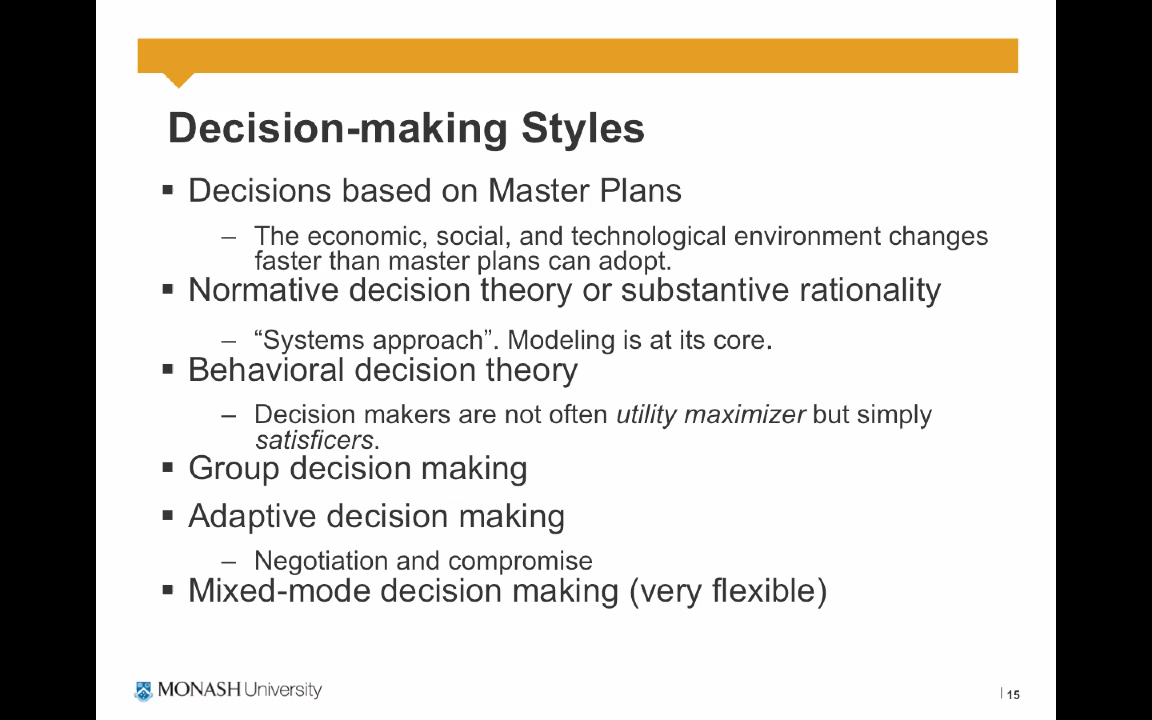 Decision-making Styles
▪ Decisions based on Master Plans
– The economic, social, and technological environment changes
faster than master plans can adopt.
▪ Normative decision theory or substantive rationality
– “Systems approach”. Modeling is at its core.
▪ Behavioral decision theory
– Decision makers are not often utility maximizer but simply
satisficers.
▪ Group decision making
▪ Adaptive decision making
– Negotiation and compromise
▪ Mixed-mode decision making (very flexible)
MONASH University
| 15